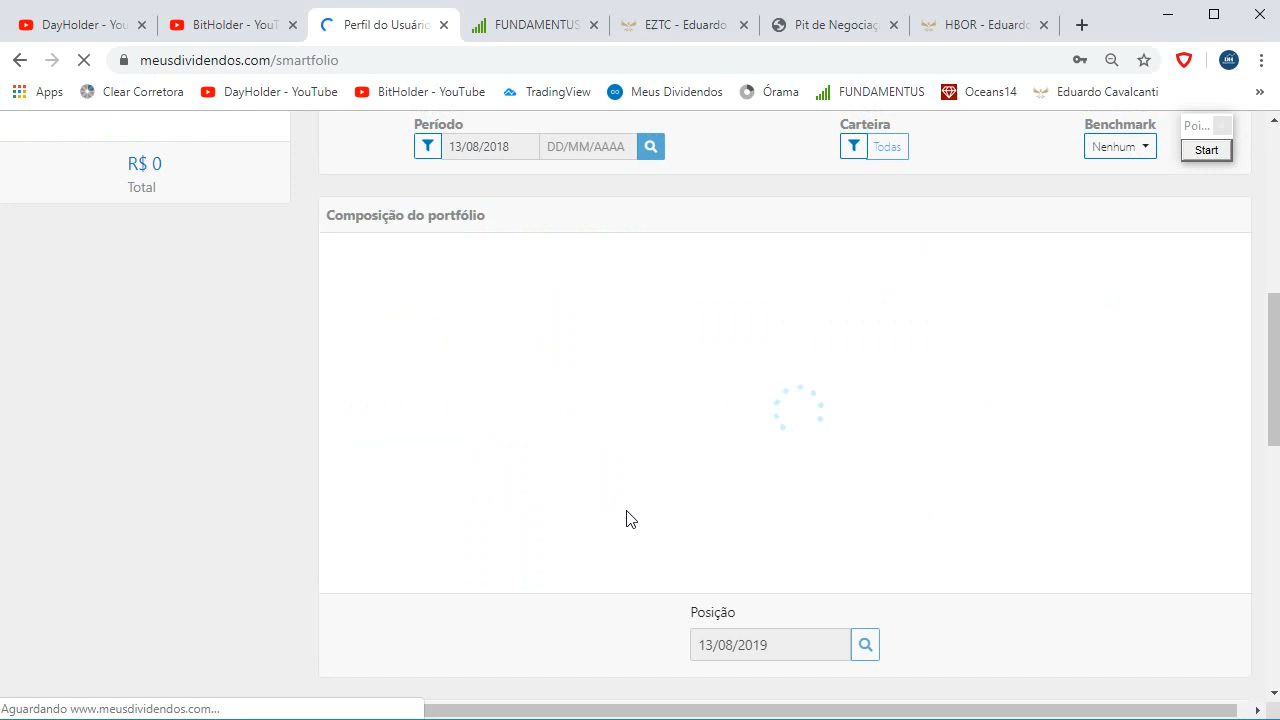 DayHolder - You
BitHolder - YouT
Perfil do Usuário
FUNDAMENTUS
EZTC - Eduardo
Pit de Negociaç
HBOR - Eduardo
meusdividendos.com/smartfolio
Apps
Clear Corretora
DayHolder - YouTube
BitHolder - YouTube
TradingView
Meus Dividendos
Órama
FUNDAMENTUS
Oceans14
Eduardo Cavalcanti
»
Período
Carteira
Benchmark
Poi...
13/08/2018
DD/MM/AAAA
Todas
Nenhum
Start
R$ 0
Total
Composição do portfólio
Posição
13/08/2019
Aguardando www.meusdividendos.com...